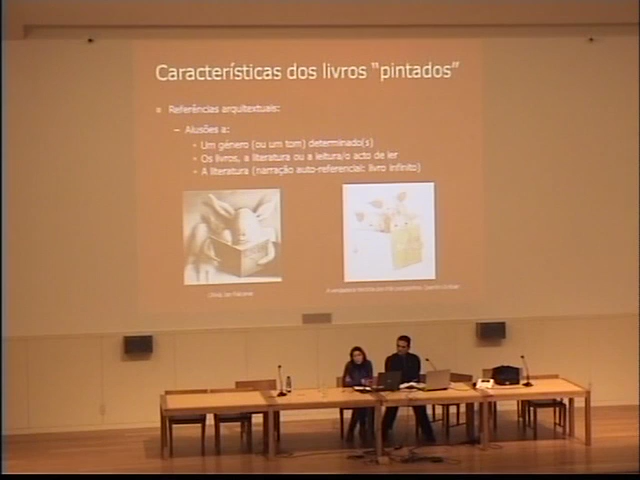 Características dos livros "pintados"
Referências arquitextuais:
– Alusões a:
Um género (ou um tom) determinado(s)
Os livros, a literatura ou a leitura/o acto de ler
A literatura (narração auto-referencial: livro infinito)